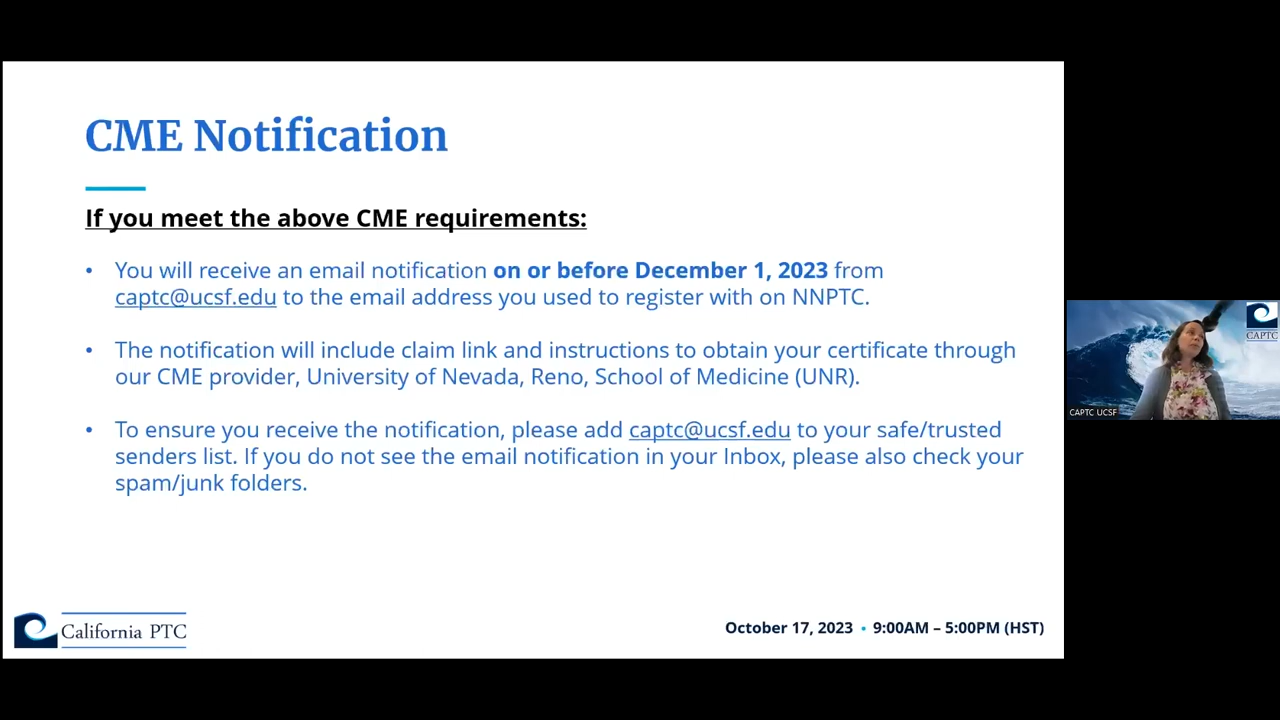 CME Notification
If you meet the above CME requirements:
• You will receive an email notification on or before December 1, 2023 from
captc@ucsf.edu to the email address you used to register with on NNPTC.
• The notification will include claim link and instructions to obtain your certificate through
our CME provider, University of Nevada, Reno, School of Medicine (UNR).
• To ensure you receive the notification, please add captc@ucsf.edu to your safe/trusted
senders list. If you do not see the email notification in your Inbox, please also check your
spam/junk folders.
California PTC
October 17, 2023 • 9:00AM – 5:00PM (HST)
CAPTC
CAPTC UCSF